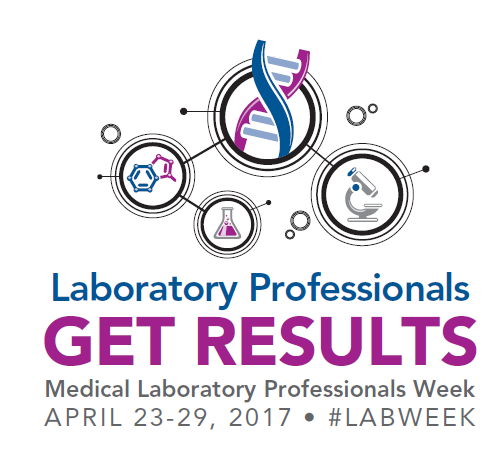 Laboratory Professionals
GET RESULTS
Medical Laboratory Professionals Week
APRIL 23-29, 2017 • #LABWEEK